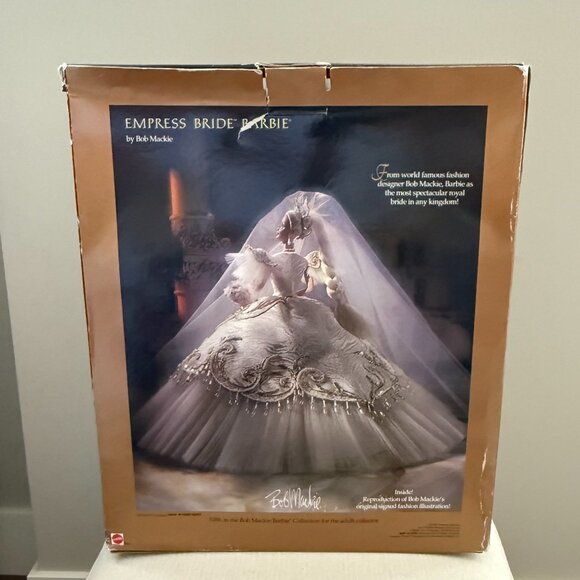 EMPRESS BRIDE™ BARBIE®
by Bob Mackie
From world famous fashion
designer Bob Mackie, Barbie as
the most spectacular royal
bride in any kingdom!
Bob Mackie
Inside!
Reproduction of Bob Mackie's
original signed fashion illustration!
in the Bob Mackie Barbie® Collection for the adult collector